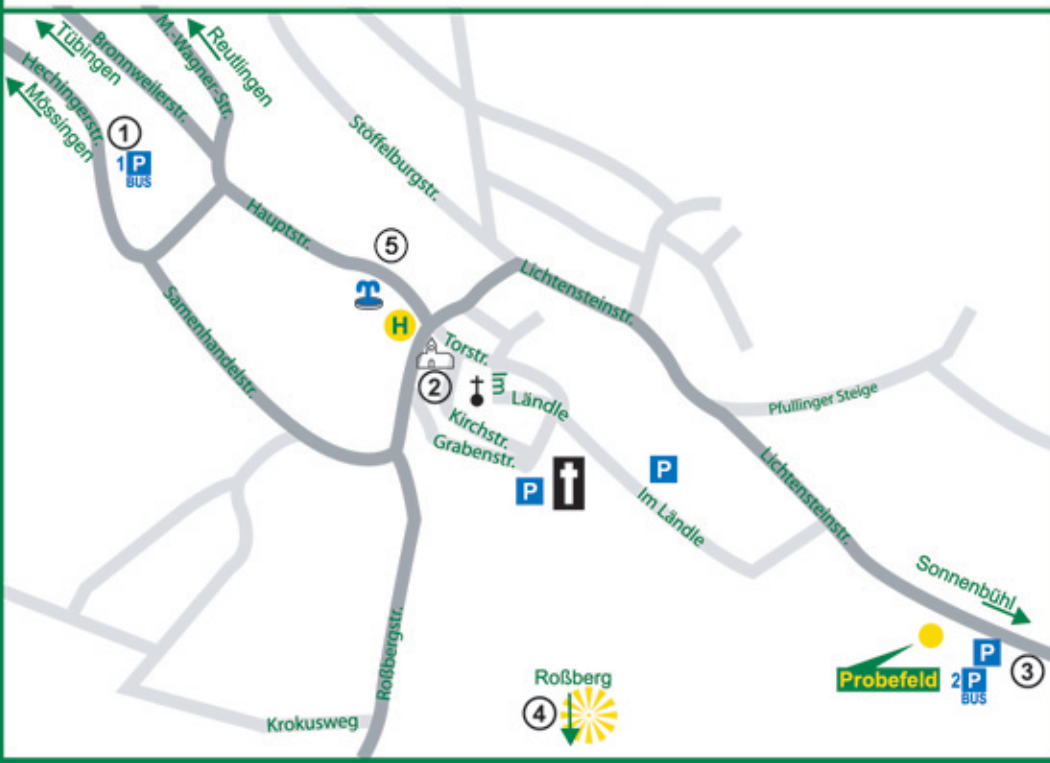 Tübingen
Bronnweilerstr.
M.-Wagner-Str.
Reutlingen
Hechingerstr.
Mössingen
1
1 P
BUS
Stöffelburgstr.
Hauptstr.
5
Lichtensteinstr.
Samenhandelstr.
H
Torstr.
2
Im
Ländle
Pfullinger Steige
Kirchstr.
Grabenstr.
P
P
Im Ländle
Lichtensteinstr.
Sonnenbühl
Roßbergstr.
Probefeld
P
2 P
BUS
3
Roßberg
4
Krokusweg